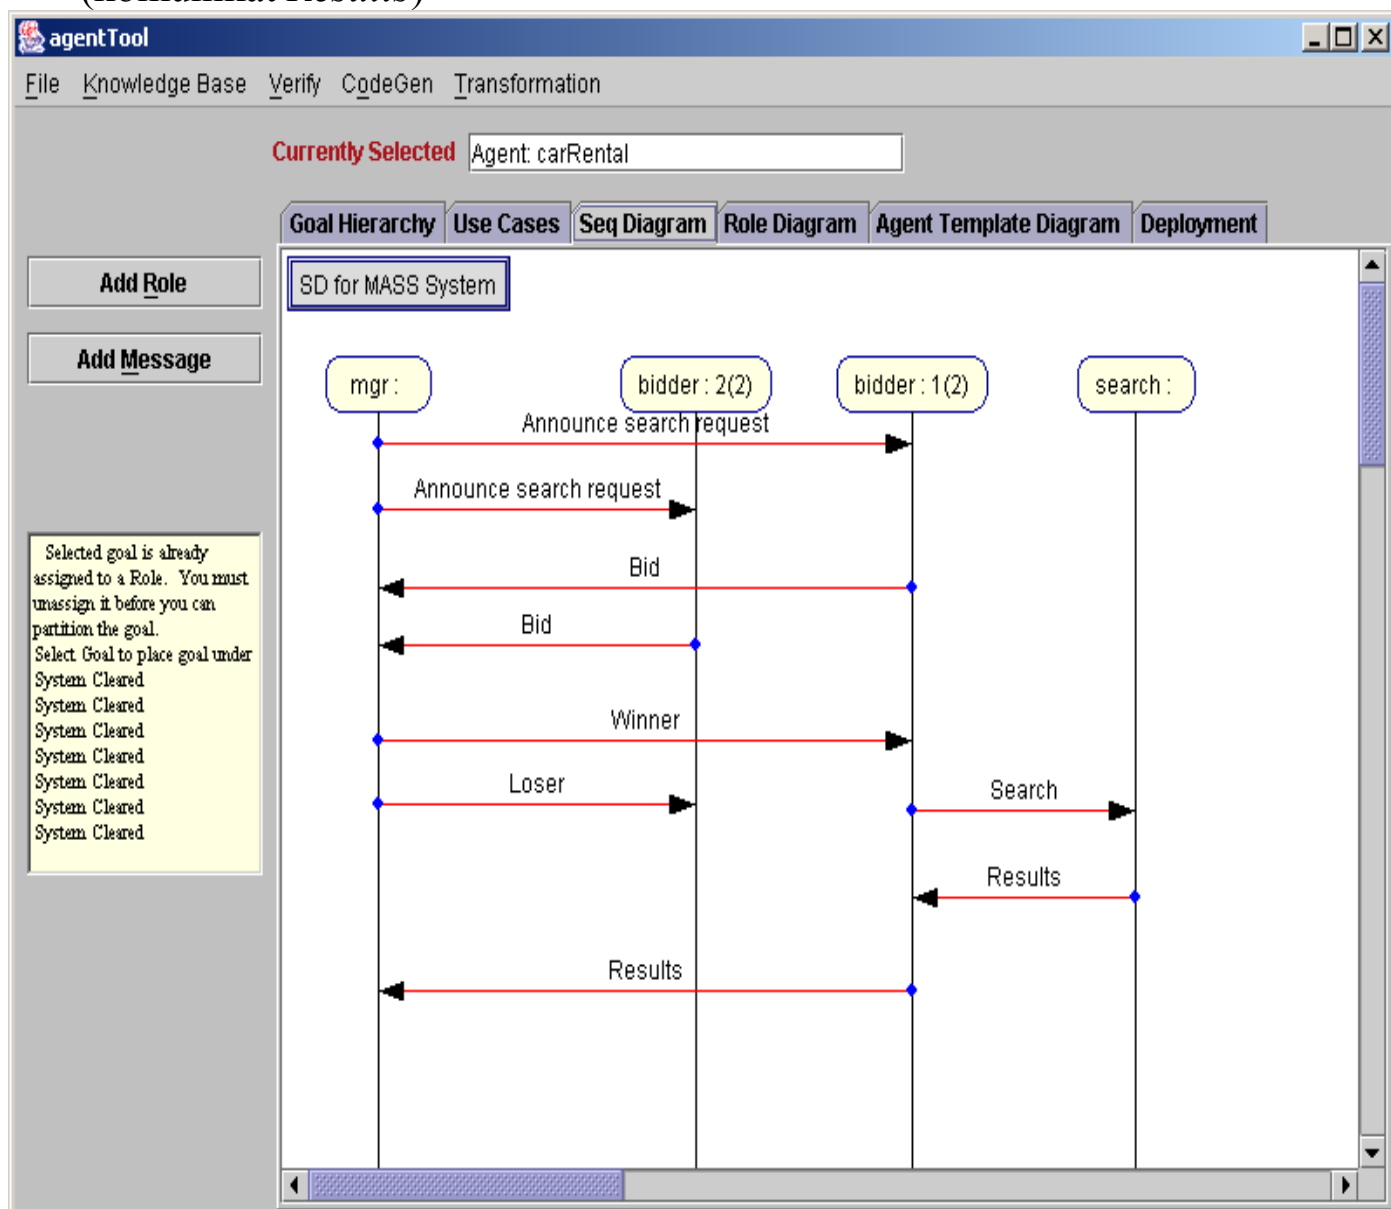 agentTool
File Knowledge Base Verify CodeGen Transformation
Currently Selected Agent: carRental
Goal Hierarchy Use Cases Seq Diagram Role Diagram Agent Template Diagram Deployment
Add Role
Add Message
SD for MASS System
mgr : bidder : 2(2) bidder : 1(2) search :
Announce search request
Announce search request
Bid
Bid
Winner
Loser
Search
Results
Results
Selected goal is already
assigned to a Role. You must
unassign it before you can
partition the goal.
Select Goal to place goal under
System Cleared
System Cleared
System Cleared
System Cleared
System Cleared
System Cleared
System Cleared